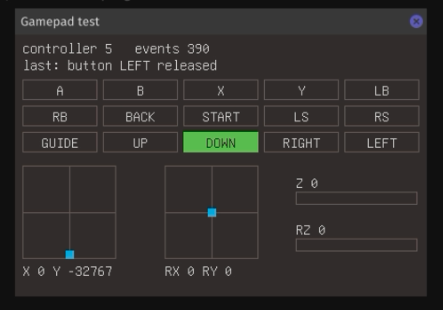 Gamepad test
controller 5 events 390
last: button LEFT released
A B X Y LB
RB BACK START LS RS
GUIDE UP DOWN RIGHT LEFT
Z 0
RZ 0
X 0 Y -32767 RX 0 RY 0